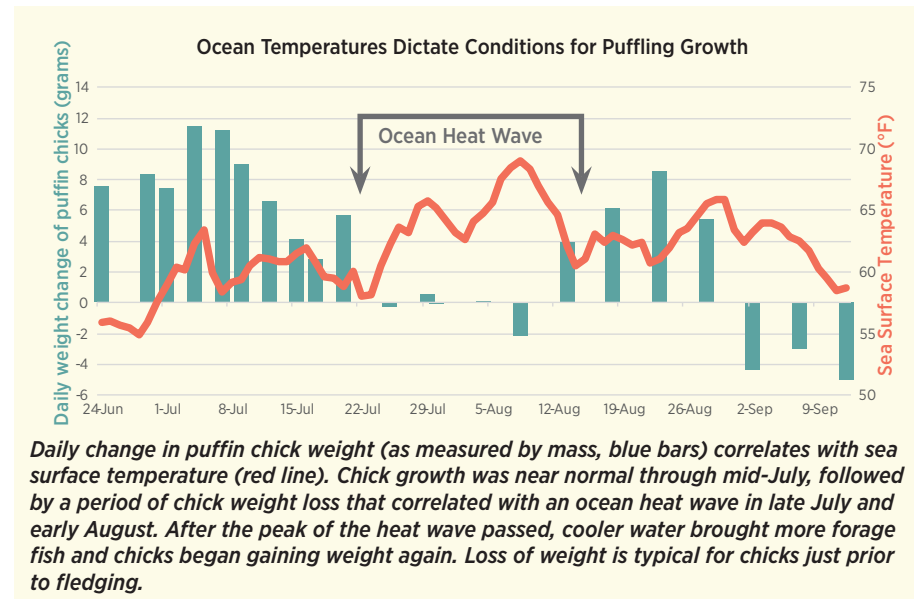 Ocean Temperatures Dictate Conditions for Puffling Growth
Daily weight change of puffin chicks (grams)
14
12
10
8
6
4
2
0
-2
-4
-6
Ocean Heat Wave
75
70
65
60
55
50
Sea Surface Temperature (°F)
24-Jun 1-Jul 8-Jul 15-Jul 22-Jul 29-Jul 5-Aug 12-Aug 19-Aug 26-Aug 2-Sep 9-Sep
Daily change in puffin chick weight (as measured by mass, blue bars) correlates with sea
surface temperature (red line). Chick growth was near normal through mid-July, followed
by a period of chick weight loss that correlated with an ocean heat wave in late July and
early August. After the peak of the heat wave passed, cooler water brought more forage
fish and chicks began gaining weight again. Loss of weight is typical for chicks just prior
to fledging.